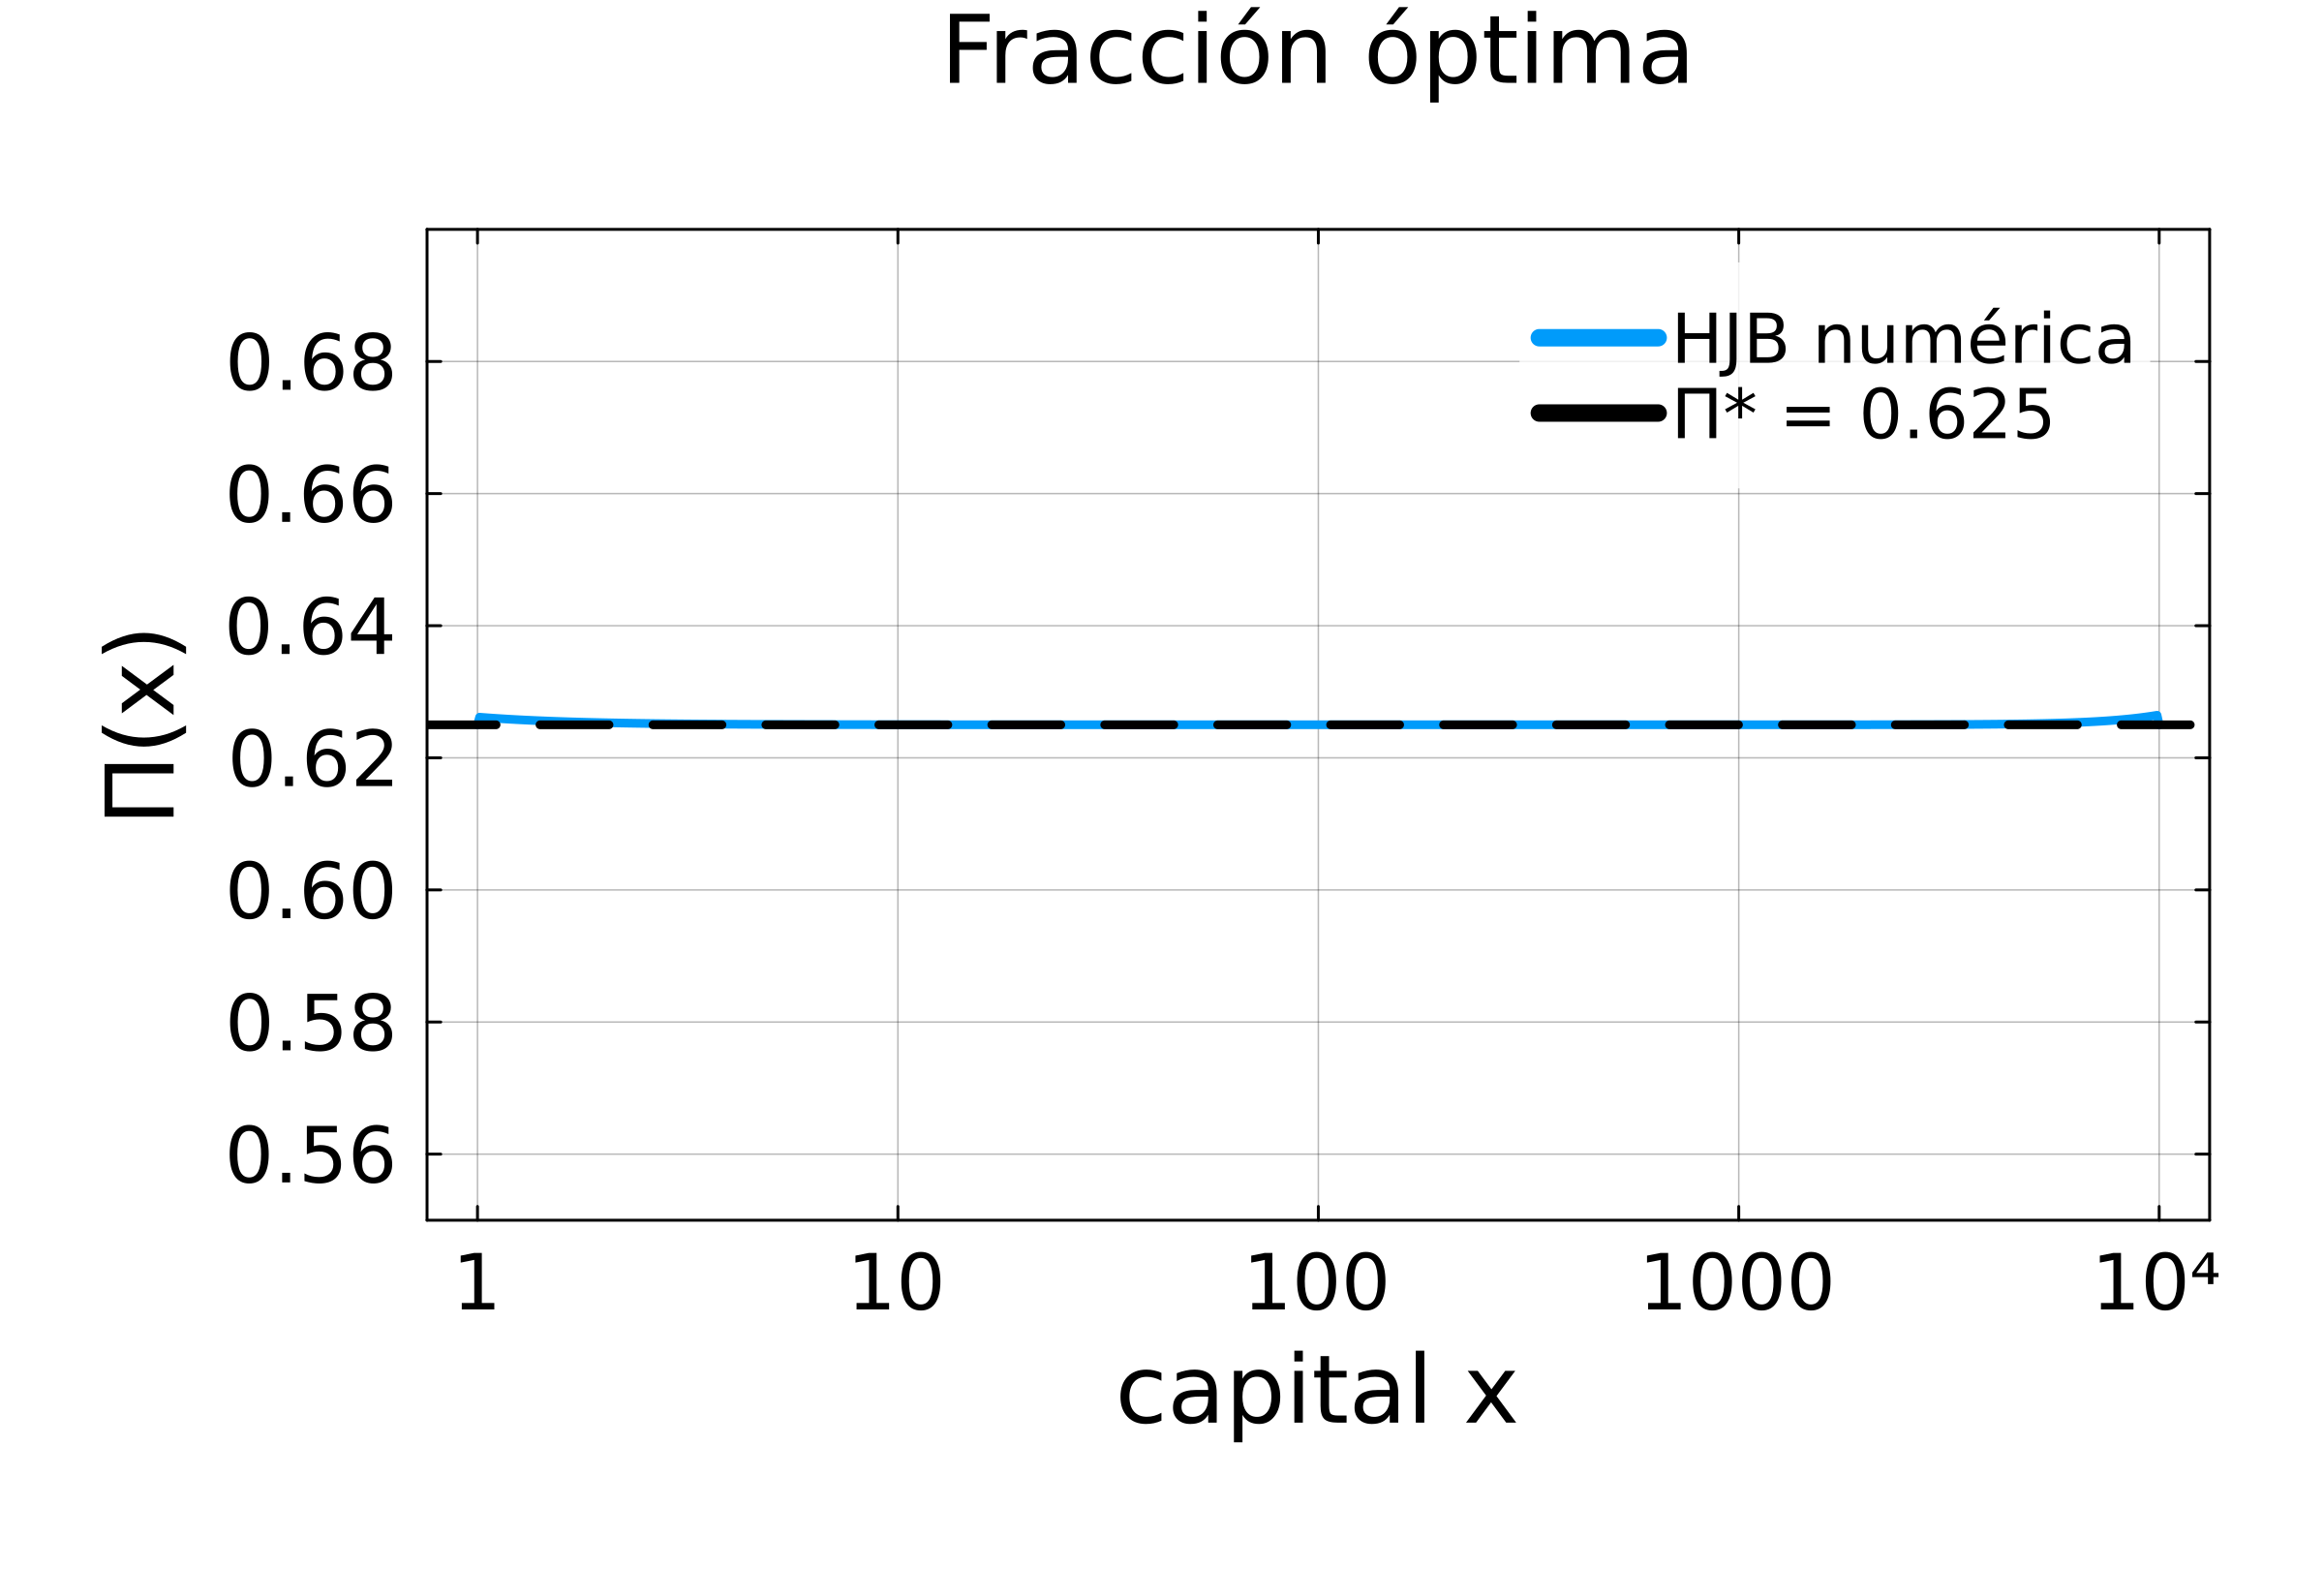 Fracción óptima
HJB numérica
Π* = 0.625
Π(x)
0.68
0.66
0.64
0.62
0.60
0.58
0.56
1 10 100 1000 10⁴
capital x